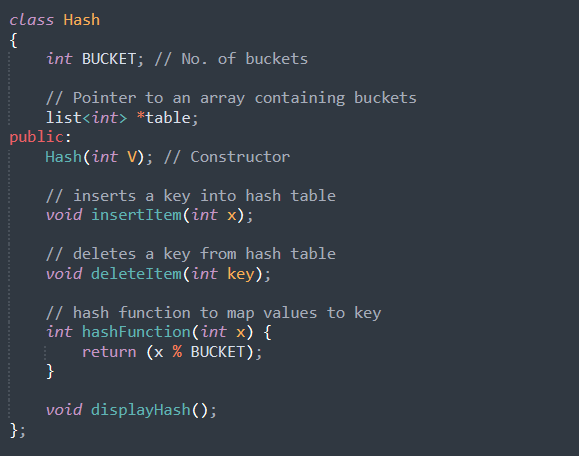 class Hash
{
    int BUCKET; // No. of buckets

    // Pointer to an array containing buckets
    list<int> *table;
public:
    Hash(int V); // Constructor

    // inserts a key into hash table
    void insertItem(int x);

    // deletes a key from hash table
    void deleteItem(int key);

    // hash function to map values to key
    int hashFunction(int x) {
        return (x % BUCKET);
    }

    void displayHash();
};